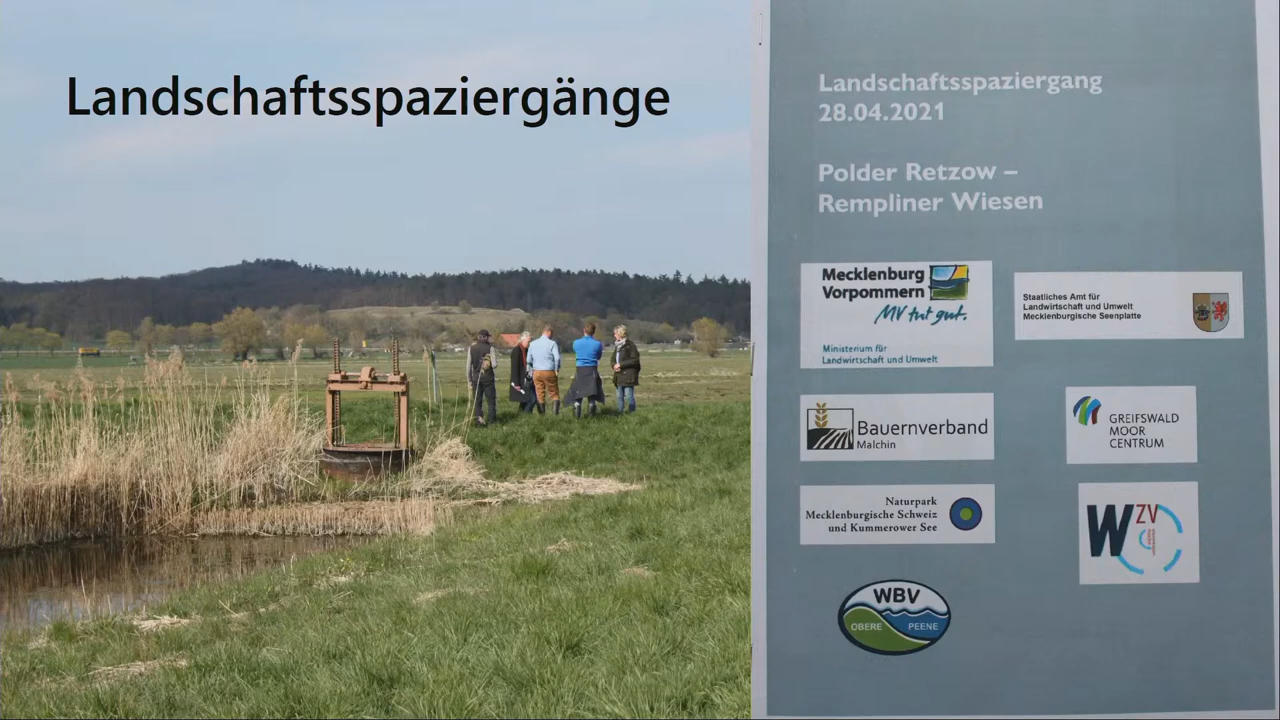 Landschaftsspaziergänge
Landschaftsspaziergang
28.04.2021
Polder Retzow –
Rempliner Wiesen
Mecklenburg
Vorpommern
MV tut gut.
Ministerium für
Landwirtschaft und Umwelt
Staatliches Amt für
Landwirtschaft und Umwelt
Mecklenburgische Seenplatte
Bauernverband
Malchin
GREIFSWALD
MOOR
CENTRUM
Naturpark
Mecklenburgische Schweiz
und Kummerower See
WZV
WBV
OBERE PEENE